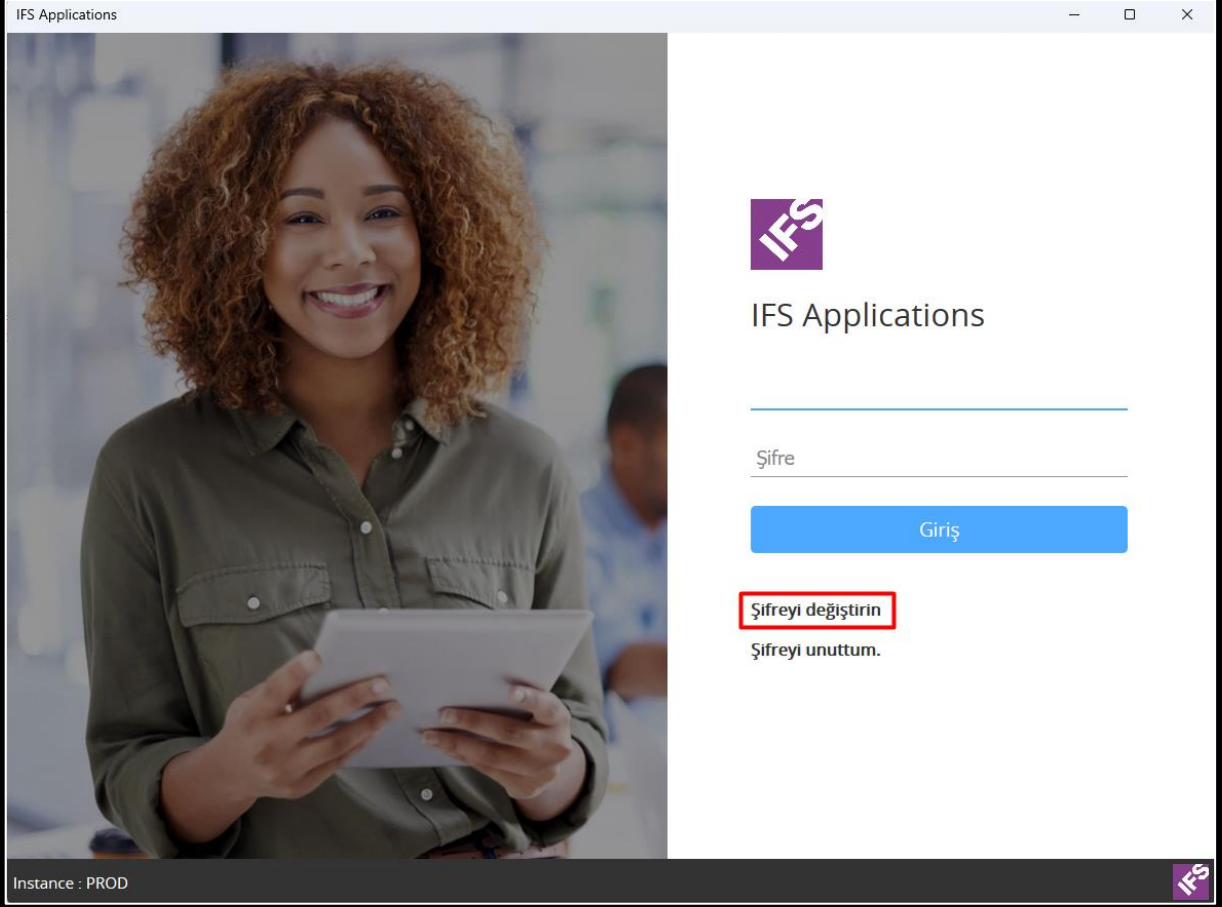 IFS Applications
IFS
IFS Applications
Şifre
Giriş
Şifreyi değiştirin
Şifreyi unuttum.
Instance : PROD
IFS